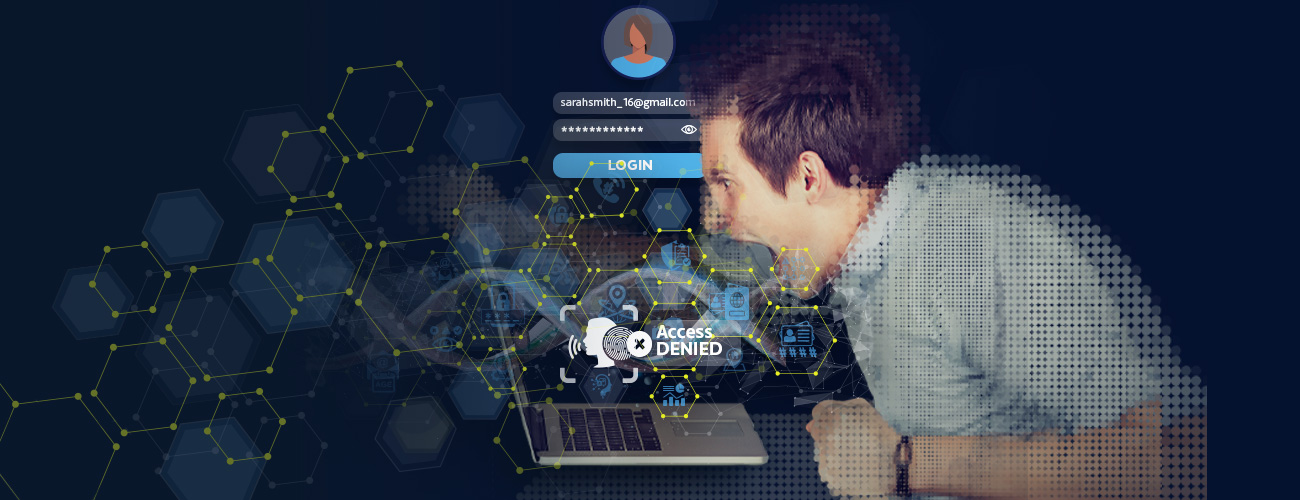 sarahsmith_16@gmail.com
************
LOGIN
Access
DENIED
####